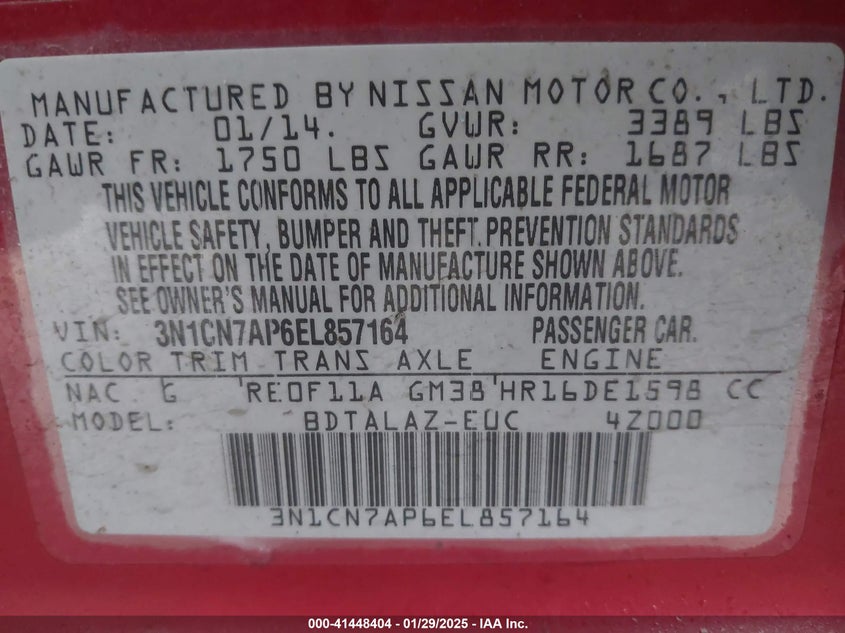 MANUFACTURED BY NISSAN MOTOR CO., LTD.
DATE: 01/14. GVWR: 3389 LBS
GAWR FR: 1750 LBS GAWR RR: 1687 LBS
THIS VEHICLE CONFORMS TO ALL APPLICABLE FEDERAL MOTOR
VEHICLE SAFETY, BUMPER AND THEFT PREVENTION STANDARDS
IN EFFECT ON THE DATE OF MANUFACTURE SHOWN ABOVE.
SEE OWNER'S MANUAL FOR ADDITIONAL INFORMATION.
VIN: 3N1CN7AP6EL857164 PASSENGER CAR.
COLOR TRIM TRANS AXLE ENGINE
NAC G RE0F11A GM38 HR16DE1598 CC
MODEL: BDTALAZ-EUC 4Z000
3N1CN7AP6EL857164
000-41448404 - 01/29/2025 - IAA Inc.